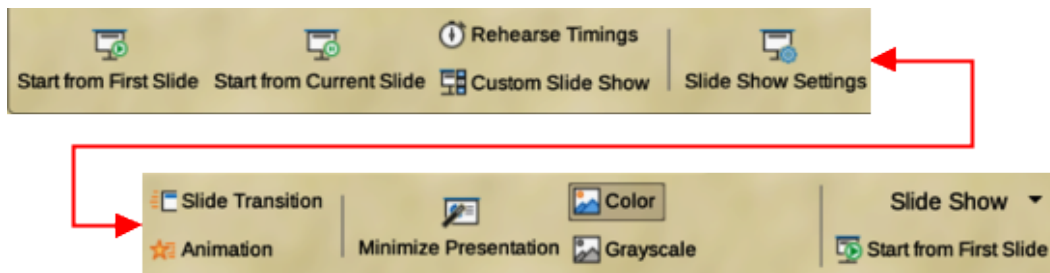 Rehearse Timings
Start from First Slide Start from Current Slide Custom Slide Show Slide Show Settings
Slide Transition Color Slide Show
Animation Minimize Presentation Grayscale Start from First Slide